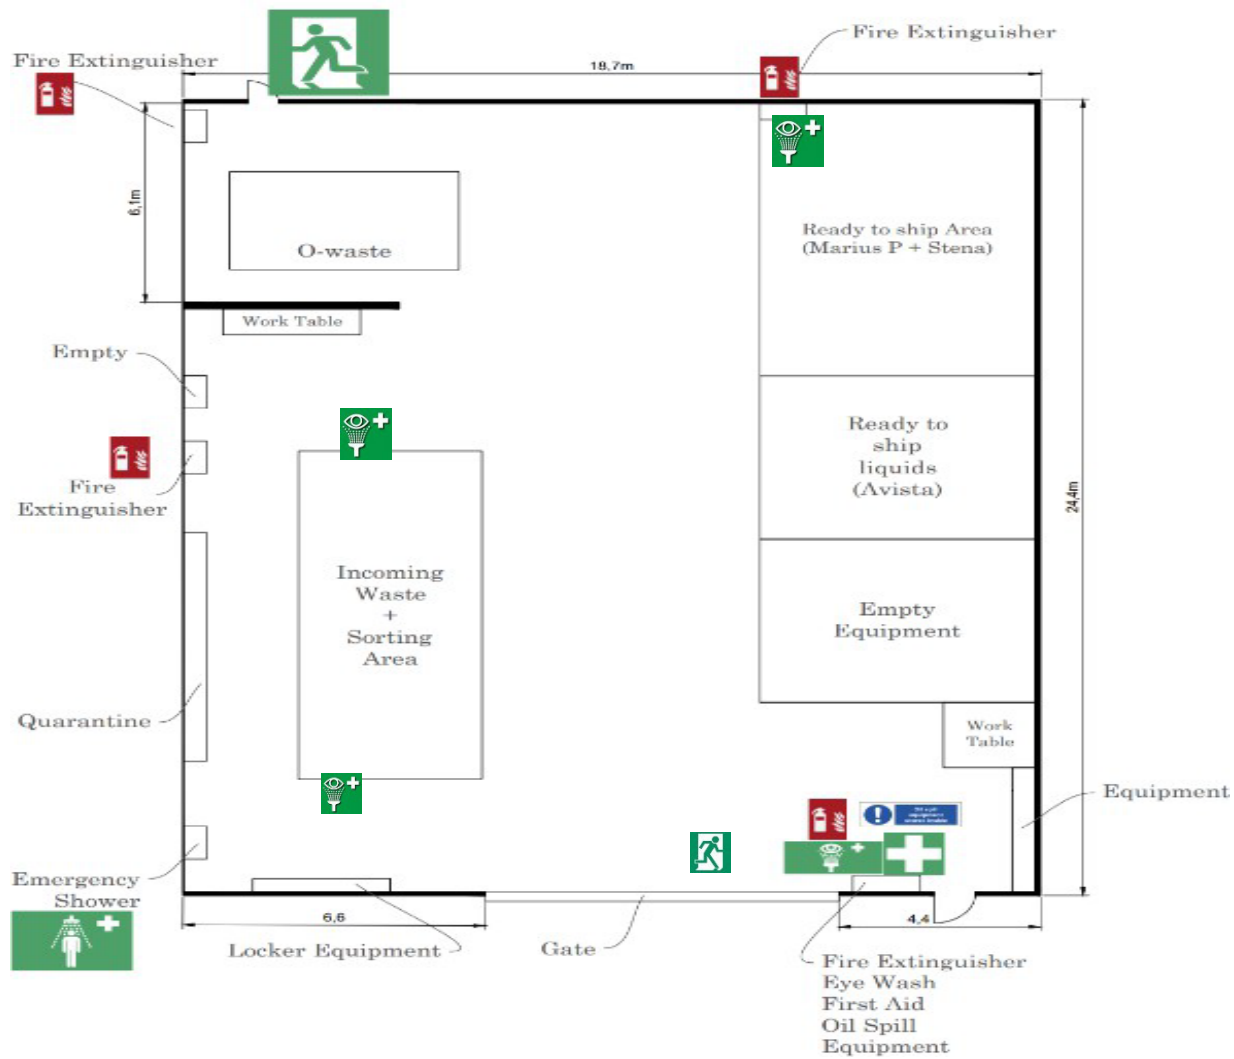 Fire Extinguisher
Fire Extinguisher
18,7m
6,1m
O-waste
Ready to ship Area
(Marius P + Stena)
Work Table
Empty
Ready to
ship
liquids
(Avista)
Fire
Extinguisher
24,4m
Incoming
Waste
+
Sorting
Area
Empty
Equipment
Quarantine
Work
Table
Equipment
Emergency
Shower
6,6
4,4
Locker Equipment
Gate
Fire Extinguisher
Eye Wash
First Aid
Oil Spill
Equipment